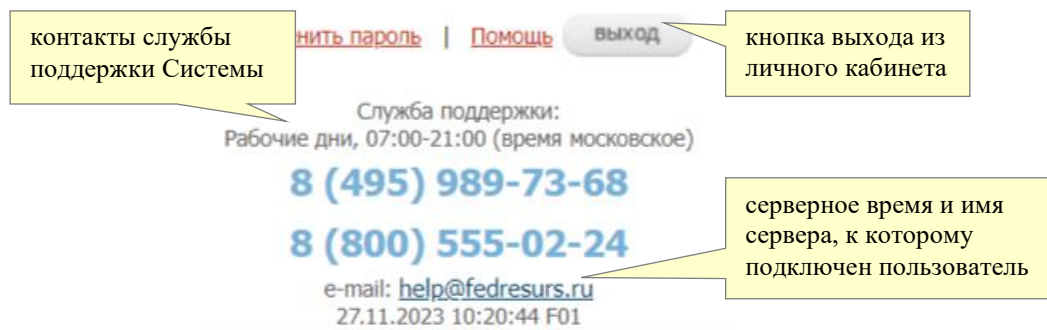 контакты службы
поддержки Системы
нить пароль | Помощь выход
кнопка выхода из
личного кабинета
Служба поддержки:
Рабочие дни, 07:00-21:00 (время московское)
8 (495) 989-73-68
8 (800) 555-02-24
серверное время и имя
сервера, к которому
подключен пользователь
e-mail: help@fedresurs.ru
27.11.2023 10:20:44 F01